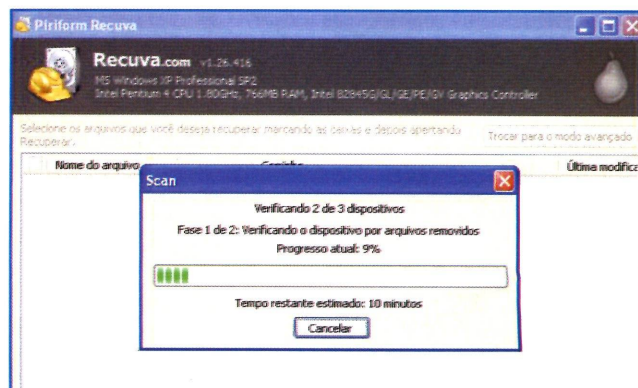 Piriform Recuva
Recuva.com v1.26.416
MS Windows XP Professional SP2
Intel Pentium 4 CPU 1.80GHz, 766MB RAM, Intel 82845G/GL/GE/PE/GV Graphics Controller
Selecione os arquivos que você deseja recuperar marcando as caixas e depois apertando
Recuperar.
Trocar para o modo avançado
Nome do arquivo
Última modifica
Scan
Verificando 2 de 3 dispositivos
Fase 1 de 2: Verificando o dispositivo por arquivos removidos
Progresso atual: 9%
Tempo restante estimado: 10 minutos
Cancelar